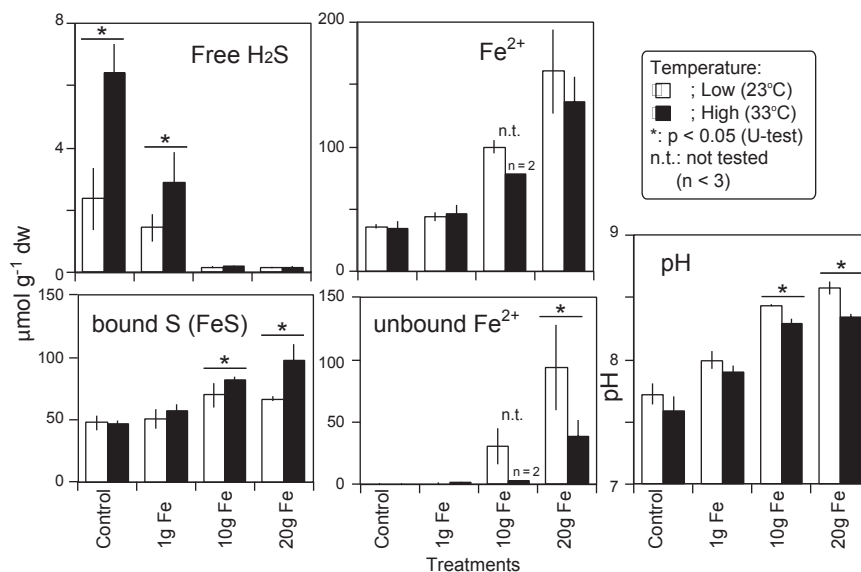 8
4
0
*
*
Free H2S
200
100
0
n.t.
n = 2
Fe2+
Temperature:
; Low (23°C)
; High (33°C)
*: p < 0.05 (U-test)
n.t.: not tested
(n < 3)
µmol g-1 dw
150
100
50
0
bound S (FeS)
*
*
150
100
50
0
unbound Fe2+
n.t.
n = 2
*
9
8
7
pH
pH
*
*
Control
1g Fe
10g Fe
20g Fe
Control
1g Fe
10g Fe
20g Fe
Control
1g Fe
10g Fe
20g Fe
Treatments